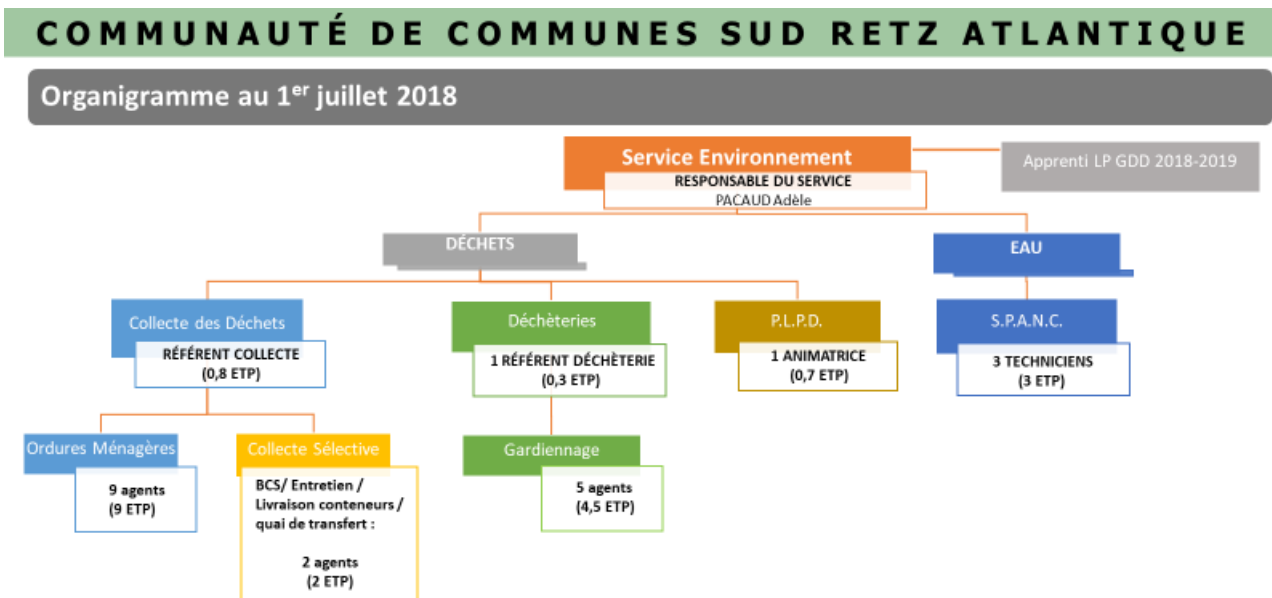 COMMUNAUTÉ DE COMMUNES SUD RETZ ATLANTIQUE
Organigramme au 1er juillet 2018
Service Environnement
RESPONSABLE DU SERVICE
PACAUD Adèle
Apprenti LP GDD 2018-2019
DÉCHETS
EAU
Collecte des Déchets
RÉFÉRENT COLLECTE
(0,8 ETP)
Déchèteries
1 RÉFÉRENT DÉCHÈTERIE
(0,3 ETP)
P.L.P.D.
1 ANIMATRICE
(0,7 ETP)
S.P.A.N.C.
3 TECHNICIENS
(3 ETP)
Ordures Ménagères
9 agents
(9 ETP)
Collecte Sélective
BCS/ Entretien /
Livraison conteneurs /
quai de transfert :
2 agents
(2 ETP)
Gardiennage
5 agents
(4,5 ETP)